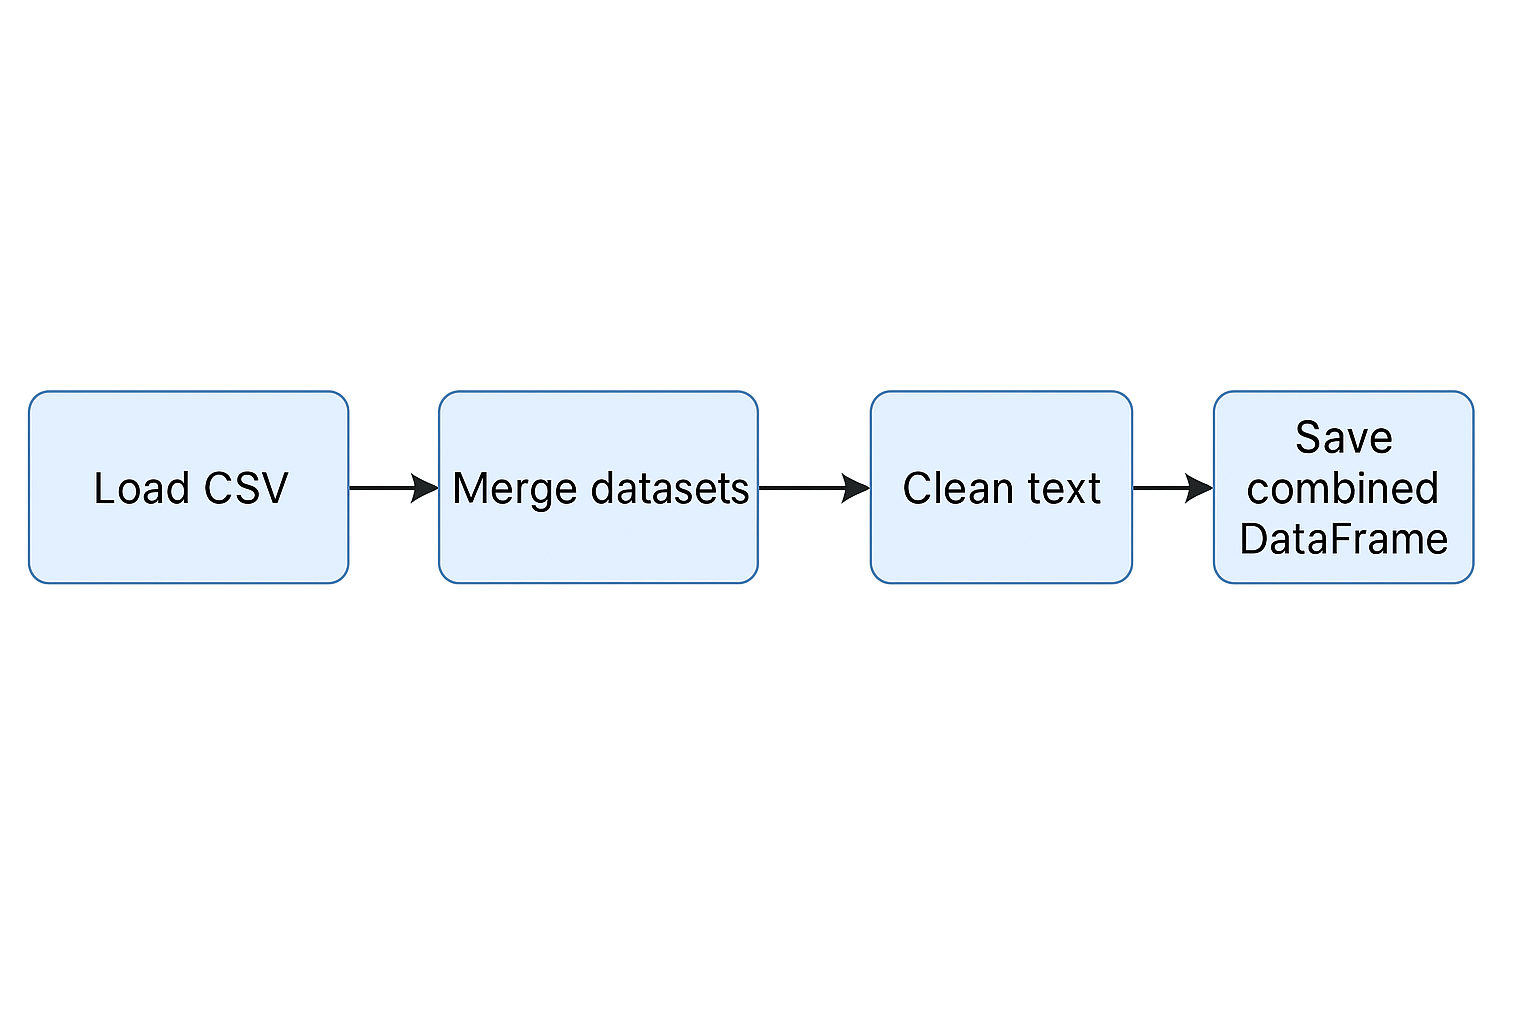 Load CSV
Merge datasets
Clean text
Save
combined
DataFrame